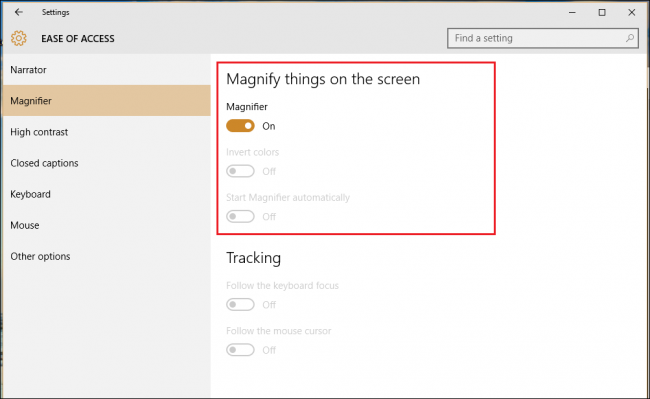 Settings
EASE OF ACCESS
Find a setting
Narrator
Magnifier
High contrast
Closed captions
Keyboard
Mouse
Other options
Magnify things on the screen
Magnifier
On
Invert colors
Off
Start Magnifier automatically
Off
Tracking
Follow the keyboard focus
Off
Follow the mouse cursor
Off